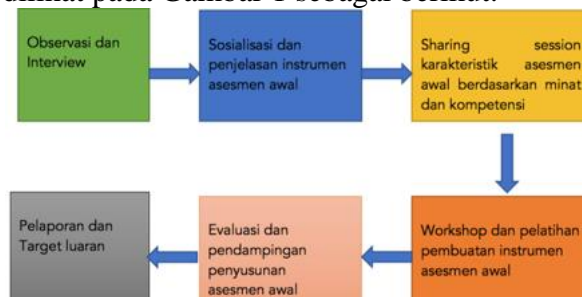 dilihat pada Gambar 1 sebagai berikut.
Observasi dan
Interview
Sosialisasi dan
penjelasan instrumen
asesmen awal
Sharing session
karakteristik asesmen
awal berdasarkan minat
dan kompetensi
Pelaporan dan
Target luaran
Evaluasi dan
pendampingan
penyusunan
asesmen awal
Workshop dan pelatihan
pembuatan instrumen
asesmen awal